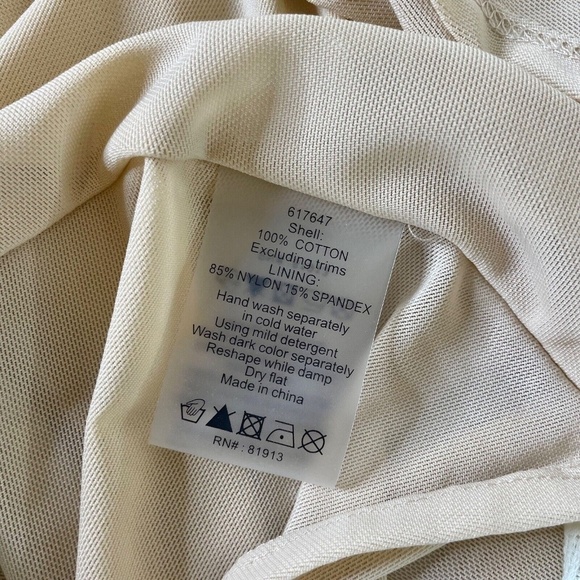 617647
Shell:
100% COTTON
Excluding trims
LINING:
85% NYLON 15% SPANDEX
Hand wash separately
in cold water
Using mild detergent
Wash dark color separately
Reshape while damp
Dry flat
Made in china
RN# : 81913